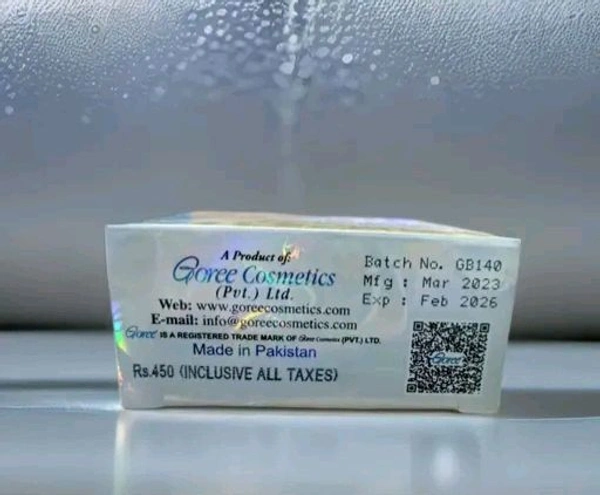 A Product of:
Goree Cosmetics
(Pvt.) Ltd.
Web: www.goreecosmetics.com
E-mail: info@goreecosmetics.com
Goree IS A REGISTERED TRADE MARK OF Goree Cosmetics (PVT.) LTD.
Made in Pakistan
Rs.450 (INCLUSIVE ALL TAXES)
Batch No. GB140
Mfg : Mar 2023
Exp : Feb 2026
Goree